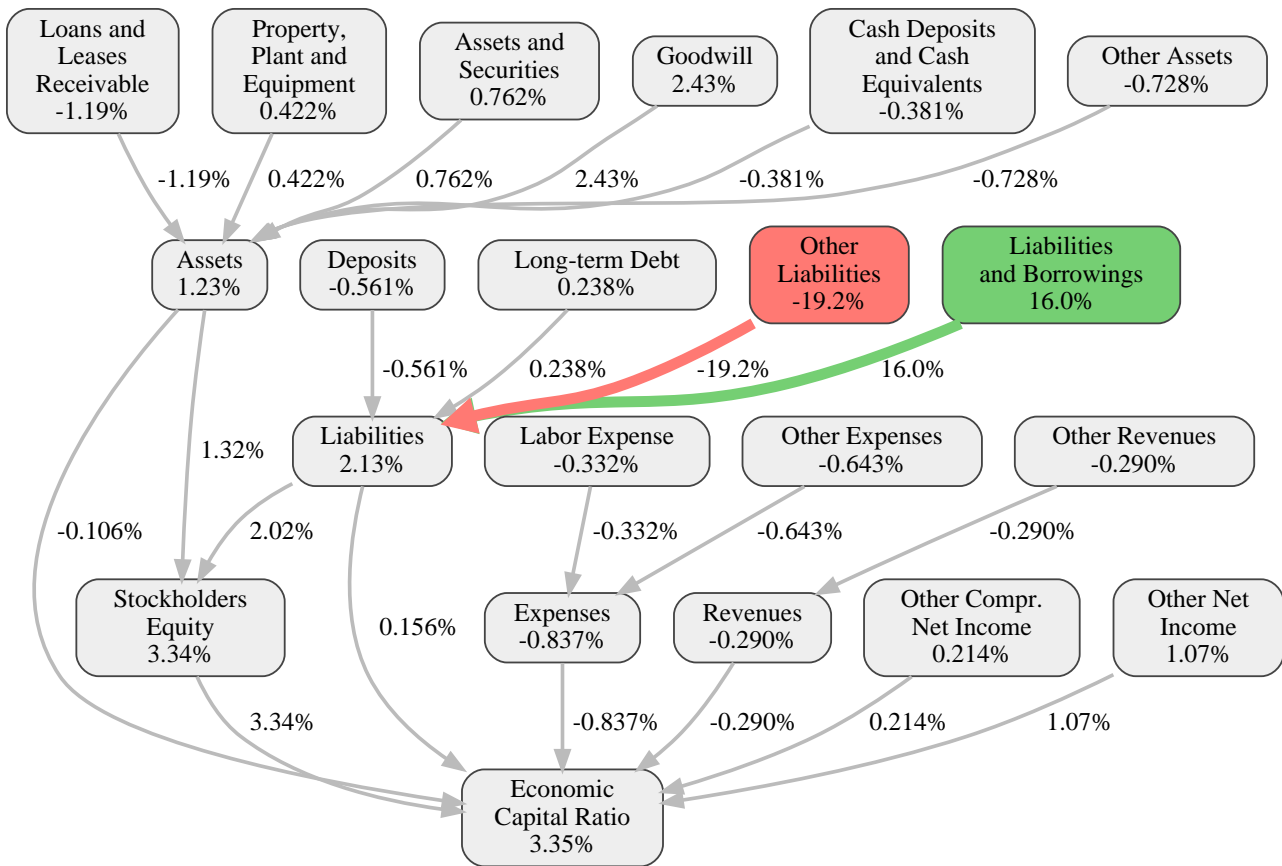 Loans and
Leases
Receivable
-1.19%
Property,
Plant and
Equipment
0.422%
Assets and
Securities
0.762%
Goodwill
2.43%
Cash Deposits
and Cash
Equivalents
-0.381%
Other Assets
-0.728%
-1.19%
0.422%
0.762%
2.43%
-0.381%
-0.728%
Assets
1.23%
Deposits
-0.561%
Long-term Debt
0.238%
Other
Liabilities
-19.2%
Liabilities
and Borrowings
16.0%
-0.561%
0.238%
-19.2%
16.0%
1.32%
Liabilities
2.13%
Labor Expense
-0.332%
Other Expenses
-0.643%
Other Revenues
-0.290%
-0.106%
2.02%
-0.332%
-0.643%
-0.290%
Stockholders
Equity
3.34%
0.156%
Expenses
-0.837%
Revenues
-0.290%
Other Compr.
Net Income
0.214%
Other Net
Income
1.07%
3.34%
-0.837%
-0.290%
0.214%
1.07%
Economic
Capital Ratio
3.35%